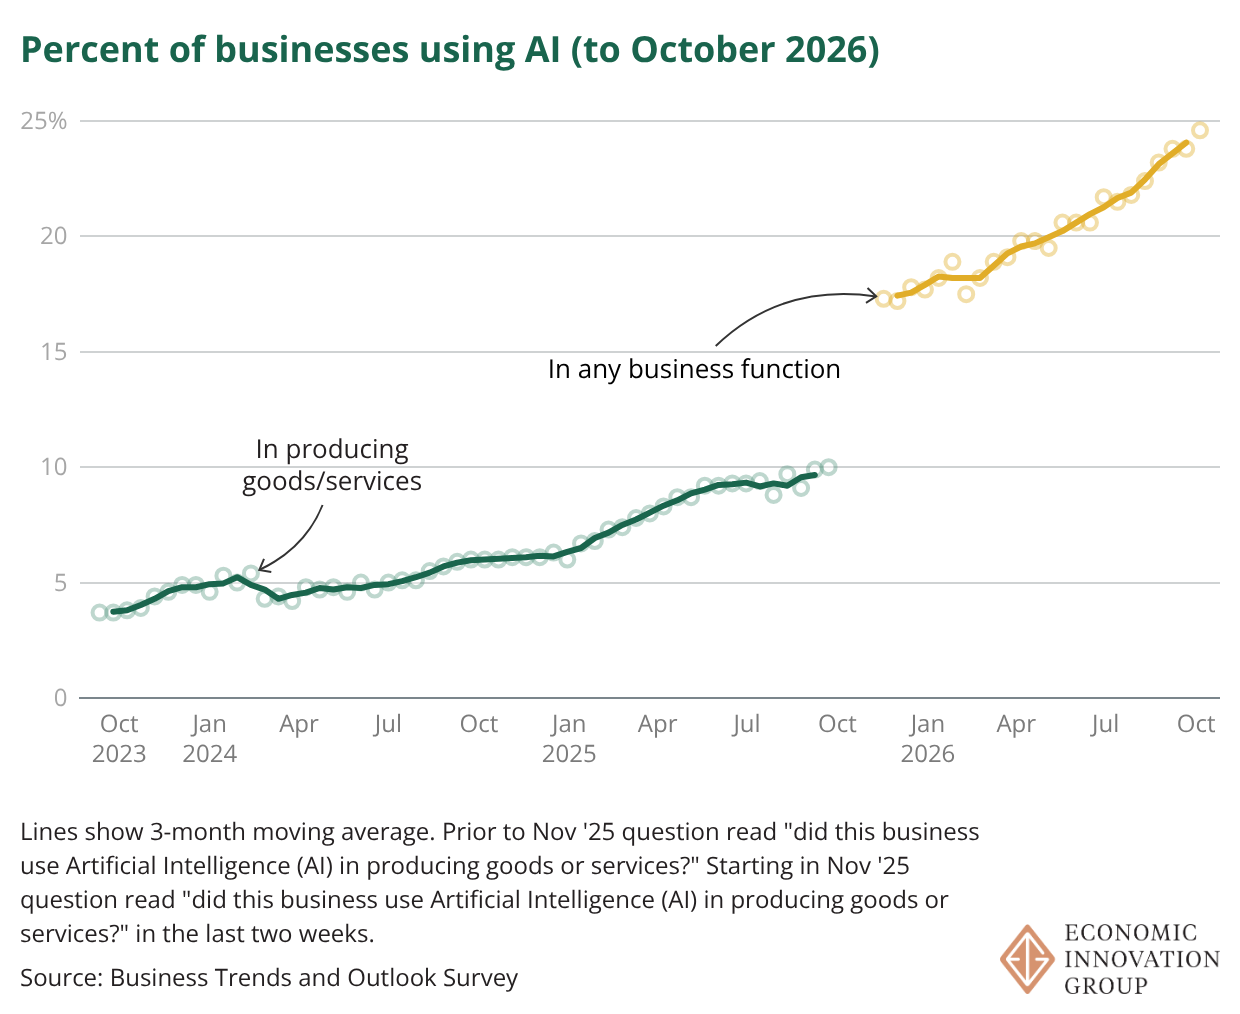 Percent of businesses using AI (to October 2026)
25%
20
15
10
5
0
In any business function
In producing
goods/services
Oct Jan Apr Jul Oct Jan Apr Jul Oct Jan Apr Jul Oct
2023 2024 2025 2026
Lines show 3-month moving average. Prior to Nov '25 question read "did this business
use Artificial Intelligence (AI) in producing goods or services?" Starting in Nov '25
question read "did this business use Artificial Intelligence (AI) in producing goods or
services?" in the last two weeks.
Source: Business Trends and Outlook Survey
ECONOMIC
INNOVATION
GROUP